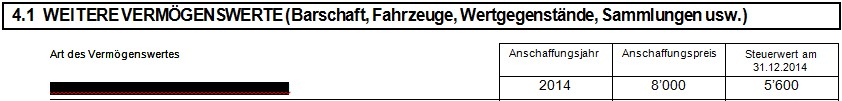 4.1 WEITERE VERMÖGENSWERTE (Barschaft, Fahrzeuge, Wertgegenstände, Sammlungen usw.)
Art des Vermögenswertes Anschaffungsjahr Anschaffungspreis Steuerwert am
31.12.2014
2014 8'000 5'600